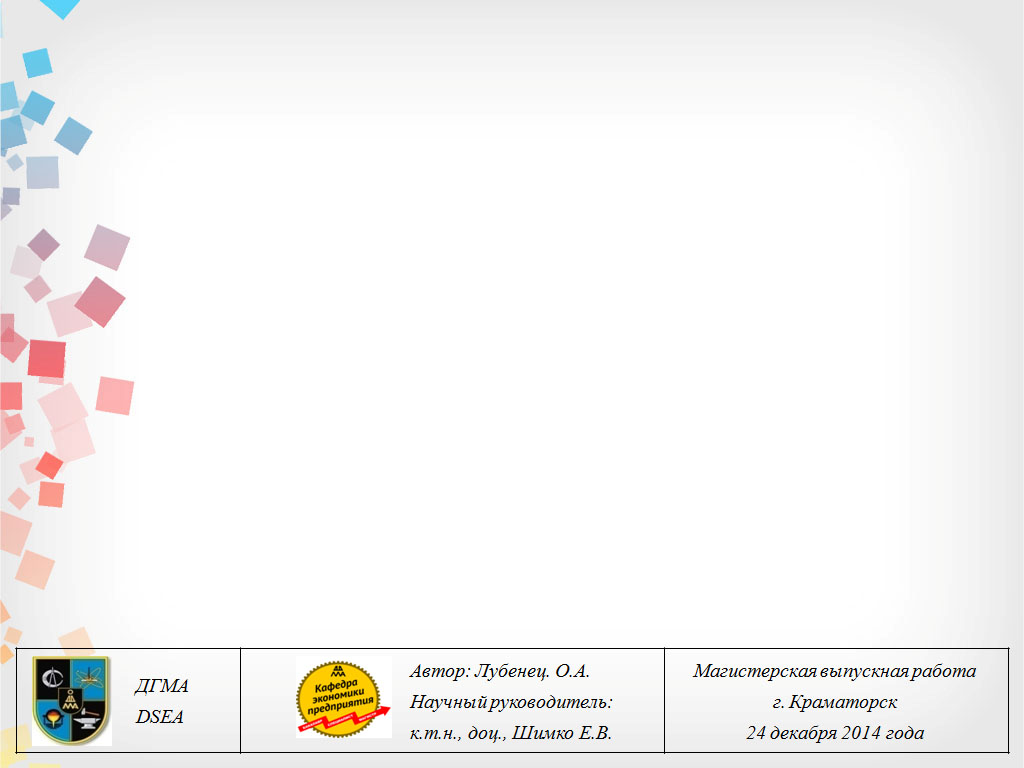 ДГМА
DSEA
Кафедра
экономики
предприятия
Автор: Лубенец. О.А.
Научный руководитель:
к.т.н., доц., Шимко Е.В.
Магистерская выпускная работа
г. Краматорск
24 декабря 2014 года